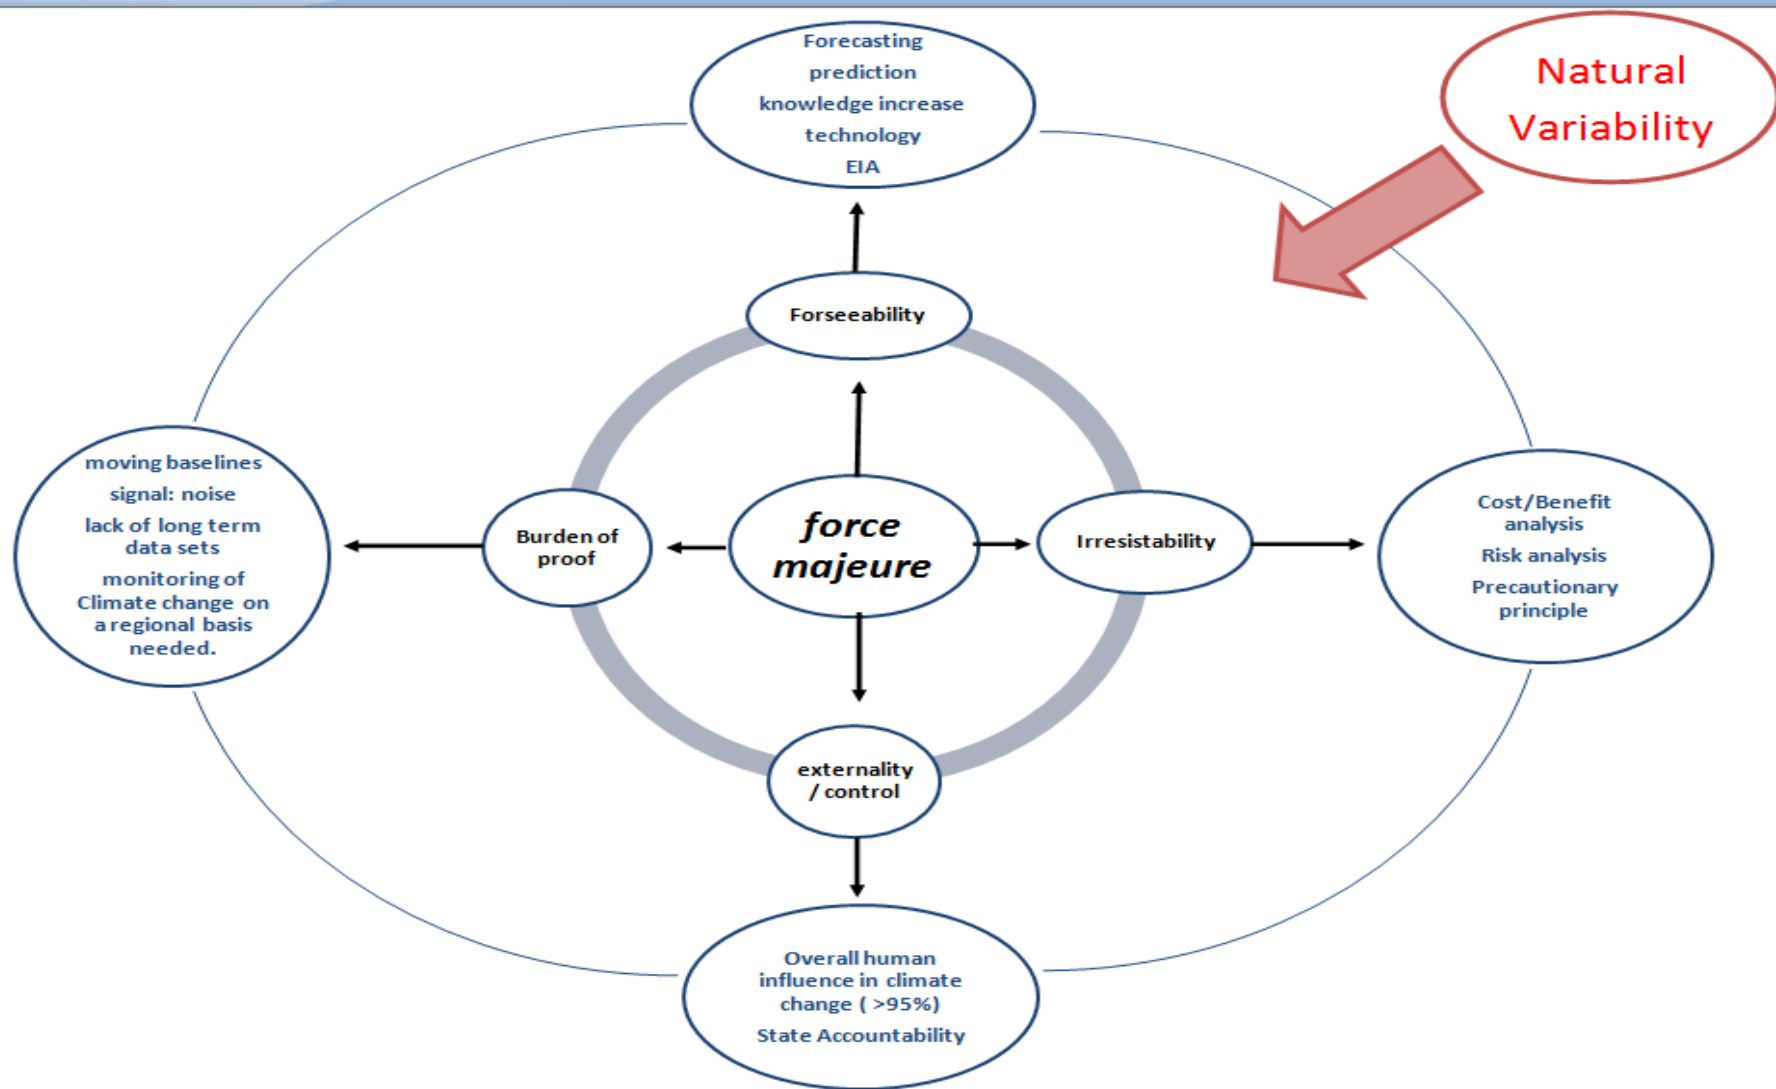 Forecasting
prediction
knowledge increase
technology
EIA
Natural
Variability
Forseeability
moving baselines
signal: noise
lack of long term
data sets
monitoring of
Climate change on
a regional basis
needed.
Burden of
proof
force
majeure
Irresistability
Cost/Benefit
analysis
Risk analysis
Precautionary
principle
externality
/ control
Overall human
influence in climate
change ( >95%)
State Accountability